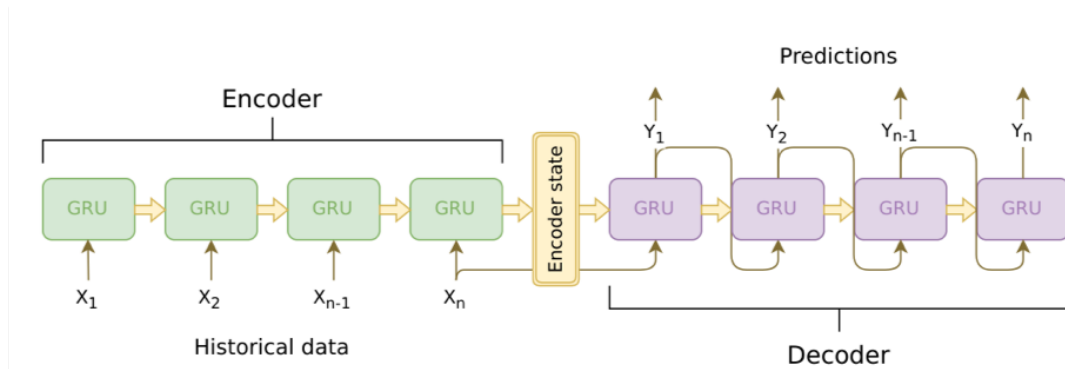 Predictions
Encoder
Y1
Y2
Yn-1
Yn
GRU
GRU
GRU
GRU
Encoder state
GRU
GRU
GRU
GRU
X1
X2
Xn-1
Xn
Historical data
Decoder